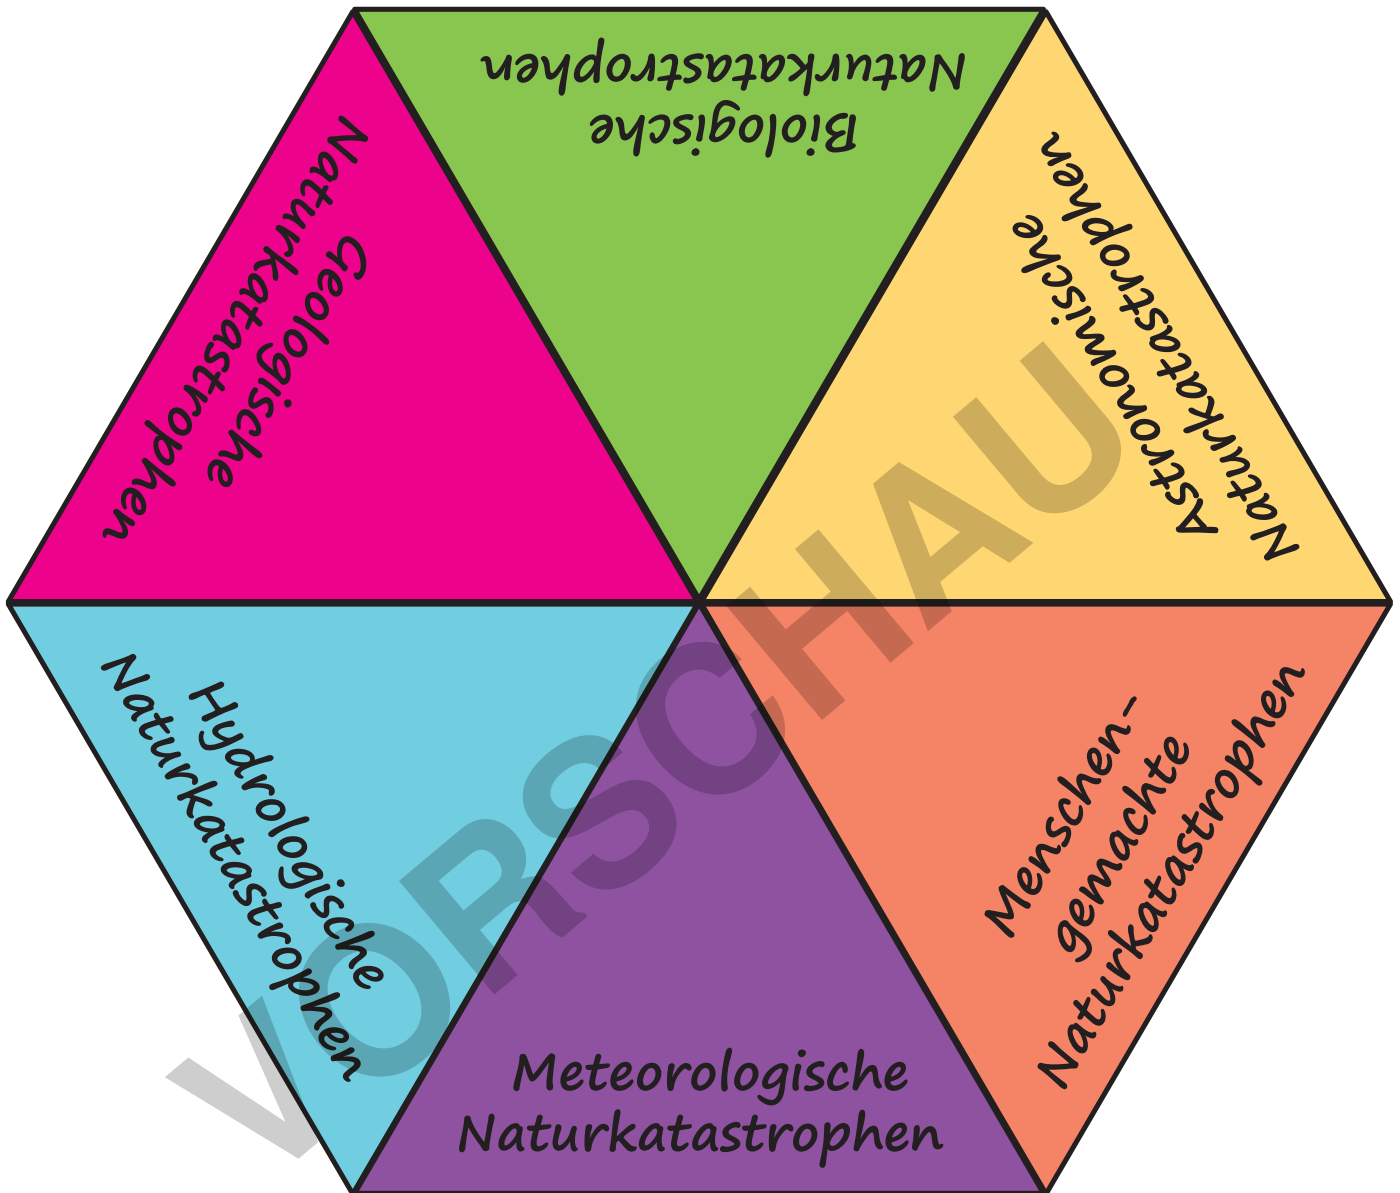 Biologische
Naturkatastrophen
Astronomische
Naturkatastrophen
Menschen-
gemachte
Naturkatastrophen
Meteorologische
Naturkatastrophen
Hydrologische
Naturkatastrophen
Geologische
Naturkatastrophen
VORSCHAU